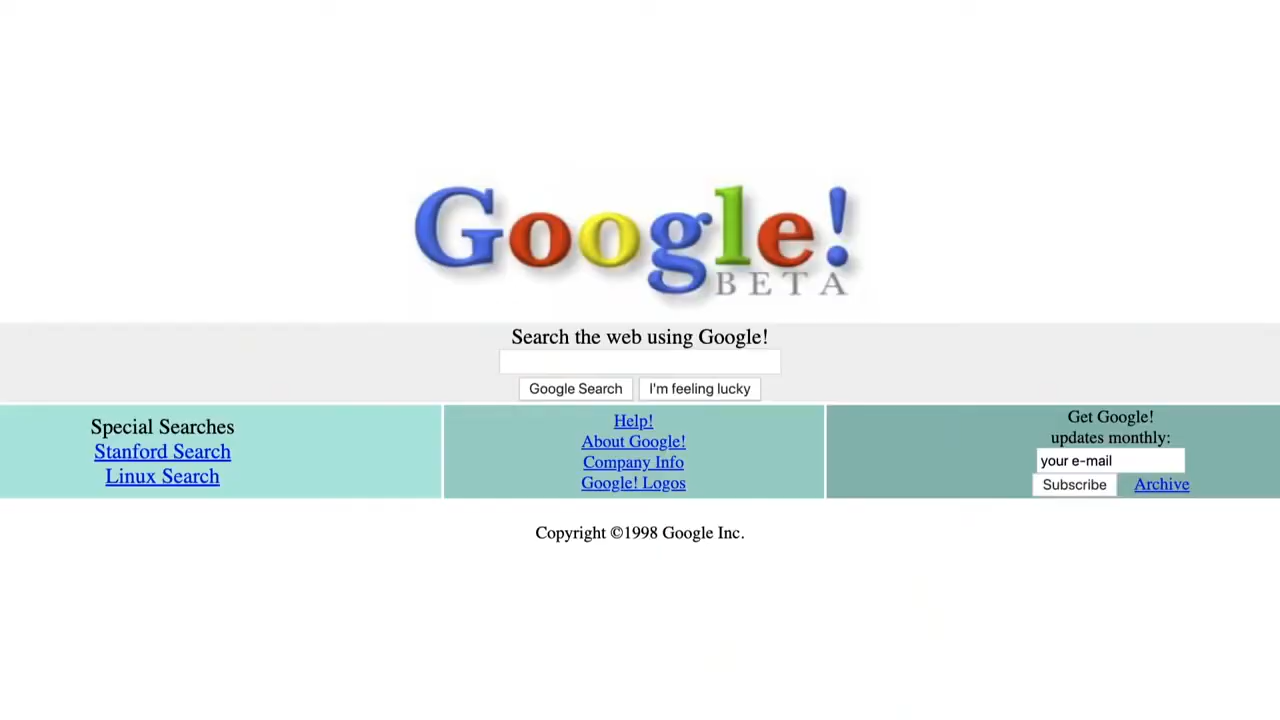 Google!
BETA
Search the web using Google!
Google Search I'm feeling lucky
Special Searches
Stanford Search
Linux Search
Help!
About Google!
Company Info
Google! Logos
Get Google!
updates monthly:
your e-mail
Subscribe Archive
Copyright ©1998 Google Inc.